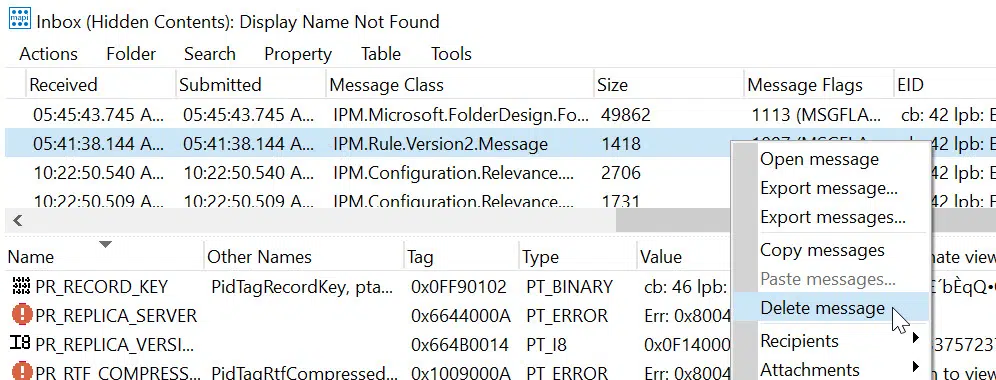 mapi Inbox (Hidden Contents): Display Name Not Found
Actions Folder Search Property Table Tools
Received Submitted Message Class Size Message Flags EID
05:45:43.745 A... 05:45:43.745 A... IPM.Microsoft.FolderDesign.Fo... 49862 1113 (MSGFLA... cb: 42 lpb: E
05:41:38.144 A... 05:41:38.144 A... IPM.Rule.Version2.Message 1418 42 lpb: E
Open message
10:22:50.540 A... 10:22:50.540 A... IPM.Configuration.Relevance.... 2706 42 lpb: E
Export message...
10:22:50.509 A... 10:22:50.509 A... IPM.Configuration.Relevance.... 1731 42 lpb: E
Export messages...
Copy messages
Name Other Names Tag Type Value nate view
Paste messages...
PR_RECORD_KEY PidTagRecordKey, pta... 0x0FF90102 PT_BINARY cb: 46 lpb:
Delete message
PR_REPLICA_SERVER 0x6644000A PT_ERROR Err: 0x8004
Recipients
I8 PR_REPLICA_VERSI... 0x664B0014 PT_I8 0x0F14000 3757237
Attachments
PR_RTF_COMPRESS... PidTagRtfCompressed... 0x1009000A PT_ERROR Err: 0x8004 n to view